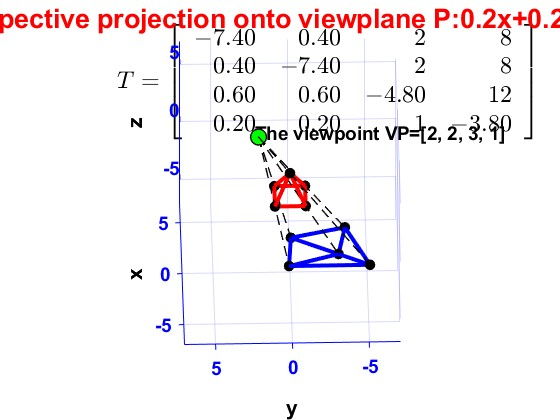 pective projection onto viewplane P:0.2x+0.2
T =
−7.40 0.40 2 8
0.40 −7.40 2 8
0.60 0.60 −4.80 12
0.20 0.20 1 −3.80
The viewpoint VP=[2, 2, 3, 1]
z
5
0
-5
x
5
0
-5
5 0 -5
y